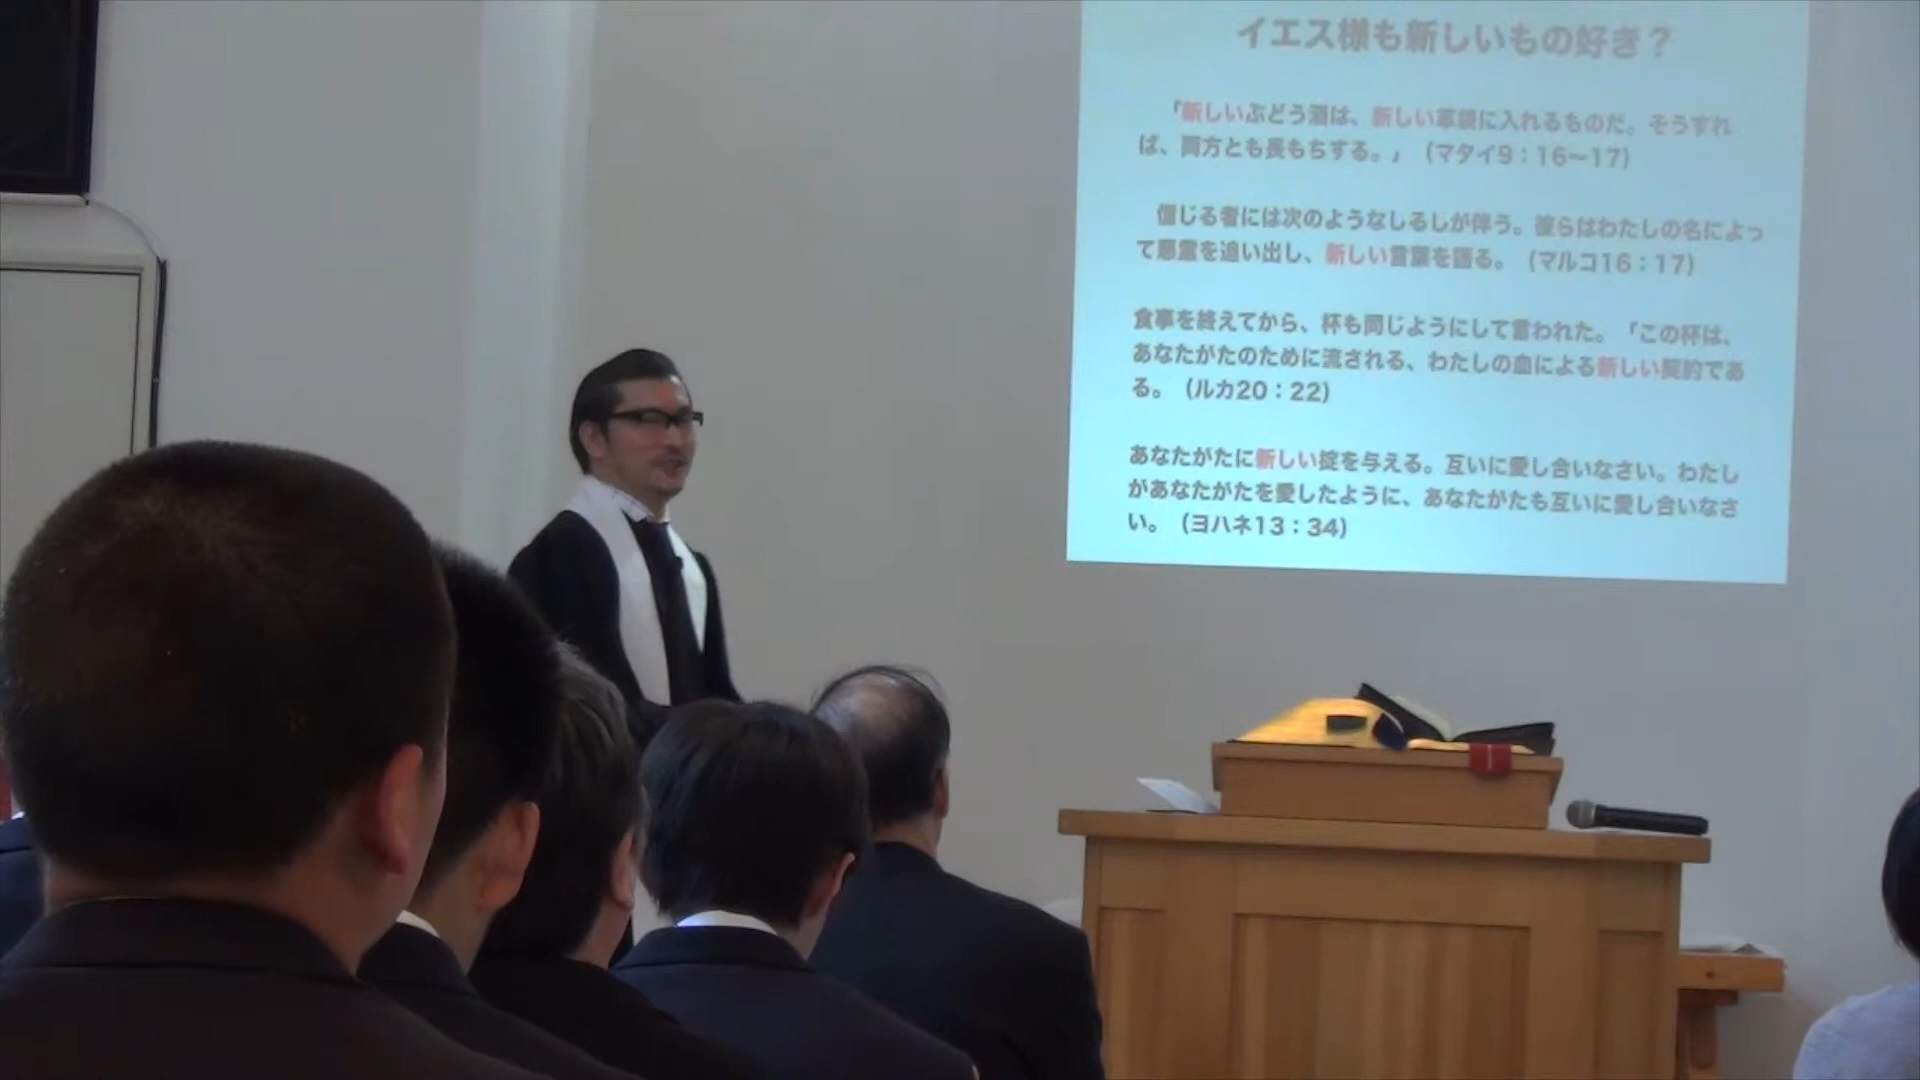 イエス様も新しいもの好き？
「新しいぶどう酒は、新しい革袋に入れるものだ。そうすれ
ば、両方とも長もちする。」（マタイ9：16〜17）
信じる者には次のようなしるしが伴う。彼らはわたしの名によっ
て悪霊を追い出し、新しい言葉を語る。（マルコ16：17）
食事を終えてから、杯も同じようにして言われた。「この杯は、
あなたがたのために流される、わたしの血による新しい契約であ
る。（ルカ20：22）
あなたがたに新しい掟を与える。互いに愛し合いなさい。わたし
があなたがたを愛したように、あなたがたも互いに愛し合いなさ
い。（ヨハネ13：34）